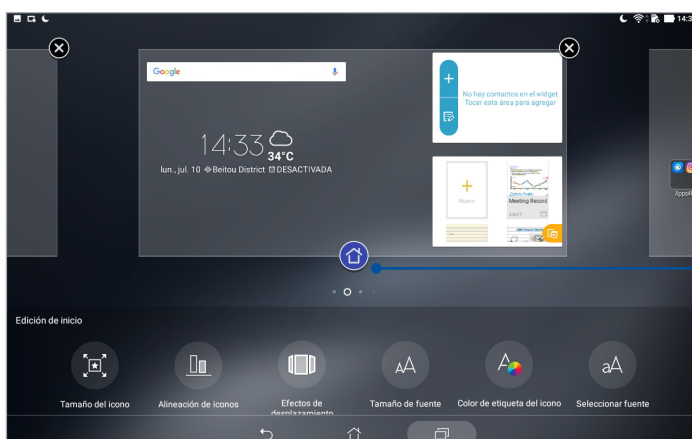 14:3
Google
No hay contactos en el widget
Tocar esta área para agregar
14:33
34°C
lun., jul. 10 Beitou District DESACTIVADA
Nuevo
Meeting Record
Apps4U
Edición de inicio
Tamaño del icono
Alineación de iconos
Efectos de
desplazamiento
Tamaño de fuente
Color de etiqueta del icono
Seleccionar fuente